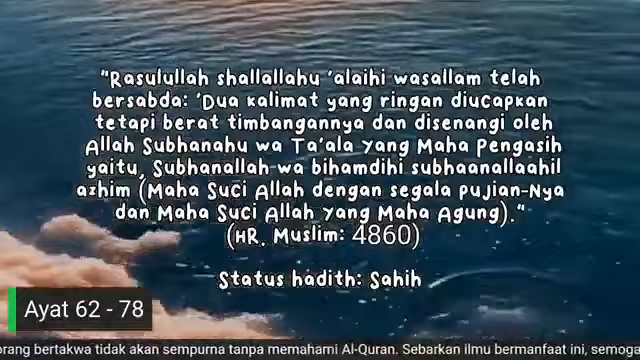 "Rasulullah shallallahu 'alaihi wasallam telah
bersabda: 'Dua kalimat yang ringan diucapkan
tetapi berat timbangannya dan disenangi oleh
Allah Subhanahu wa Ta'ala Yang Maha Pengasih
yaitu, Subhanallah wa bihamdihi subhaanallaahil
azhim (Maha Suci Allah dengan segala pujian-Nya
dan Maha Suci Allah Yang Maha Agung)."
(HR. Muslim: 4860)
Status hadith: Sahih
Ayat 62 - 78
orang bertakwa tidak akan sempurna tanpa memahami Al-Quran. Sebarkan ilmu bermanfaat ini, semoga